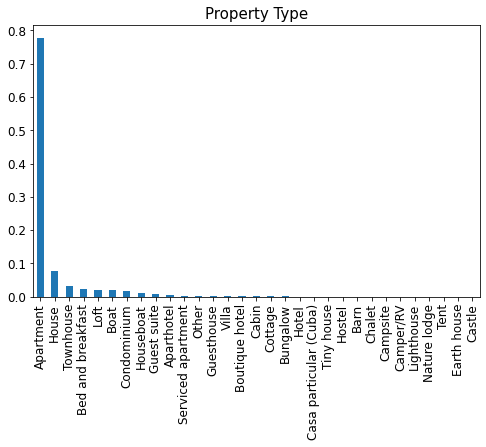 Property Type
0.8
0.7
0.6
0.5
0.4
0.3
0.2
0.1
0.0
Apartment
House
Townhouse
Bed and breakfast
Loft
Boat
Condominium
Houseboat
Guest suite
Aparthotel
Serviced apartment
Other
Guesthouse
Villa
Boutique hotel
Cabin
Cottage
Bungalow
Hotel
Casa particular (Cuba)
Tiny house
Hostel
Barn
Chalet
Campsite
Camper/RV
Lighthouse
Nature lodge
Tent
Earth house
Castle